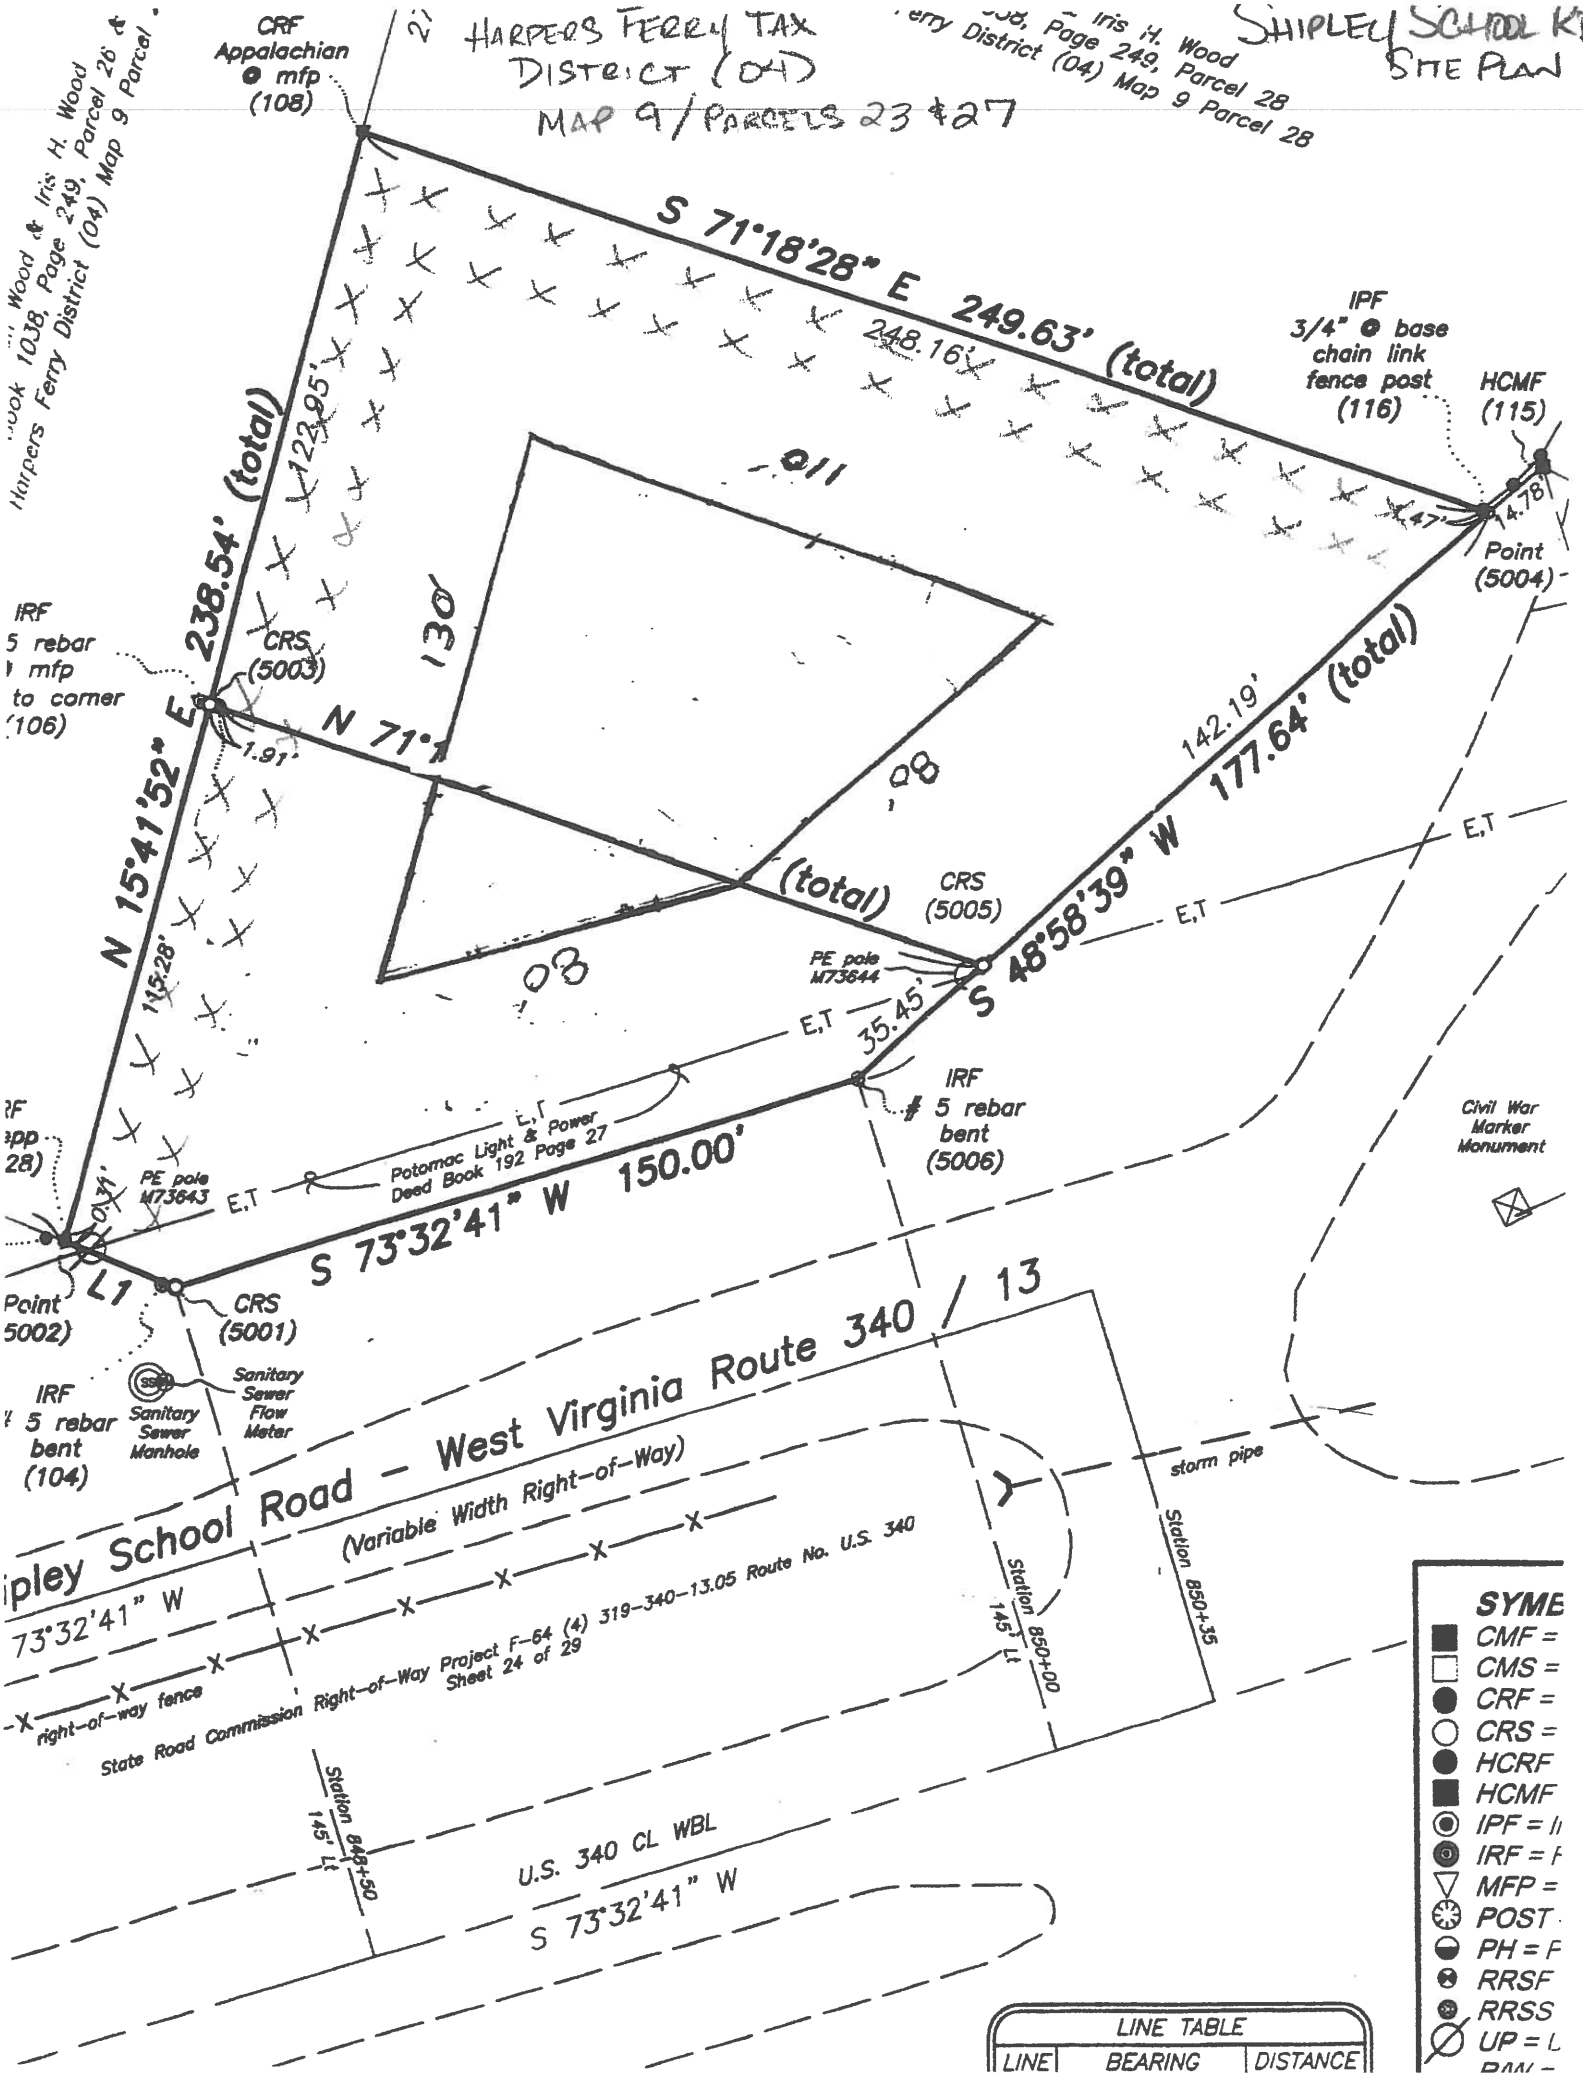 HARPERS FERRY TAX
DISTRICT (04)
MAP 9/PARCELS 23 & 27
SHIPLEY SCHOOL
SITE PLAN
CRF
Appalachian
mfp
(108)
Wood & Iris H. Wood
1038, Page 249, Parcel 26 &
Harpers Ferry District (04) Map 9 Parcel
Iris H. Wood
Page 249, Parcel 28
District (04) Map 9 Parcel 28
S 71°18'28" E 249.63' (total)
248.16'
IPF
3/4" @ base
chain link
fence post
(116)
HCMF
(115)
14.78'
.47'
Point
(5004)
238.54' (total)
122.95'
N 15°41'52" E
115.28'
110'
130'
80'
IRF
5 rebar
mfp
to corner
(106)
CRS
(5003)
1.91'
N 71°1
(total)
142.19'
177.64' (total)
S 48°58'39" W
35.45'
CRS
(5005)
PE pole
M73644
E,T
E,T
E,T
E,T
E,T
IRF
# 5 rebar
bent
(5006)
Civil War
Marker
Monument
Potomac Light & Power
Deed Book 192 Page 27
S 73°32'41" W 150.00'
28)
PE pole
M73643
0.34'
L1
Point
5002)
CRS
(5001)
IRF
# 5 rebar
bent
(104)
SS
Sanitary
Sewer
Manhole
Sanitary
Sewer
Flow
Meter
ipley School Road - West Virginia Route 340 / 13
(Variable Width Right-of-Way)
73°32'41" W
storm pipe
right-of-way fence
State Road Commission Right-of-Way Project F-64 (4) 319-340-13.05 Route No. U.S. 340
Sheet 24 of 29
Station 850+35
Station 850+00
145' Lt
Station 848+50
145' Lt
U.S. 340 CL WBL
S 73°32'41" W
SYMB
CMF =
CMS =
CRF =
CRS =
HCRF
HCMF
IPF =
IRF =
MFP =
POST
PH =
RRSF
RRSS
UP =
LINE TABLE
LINE BEARING DISTANCE